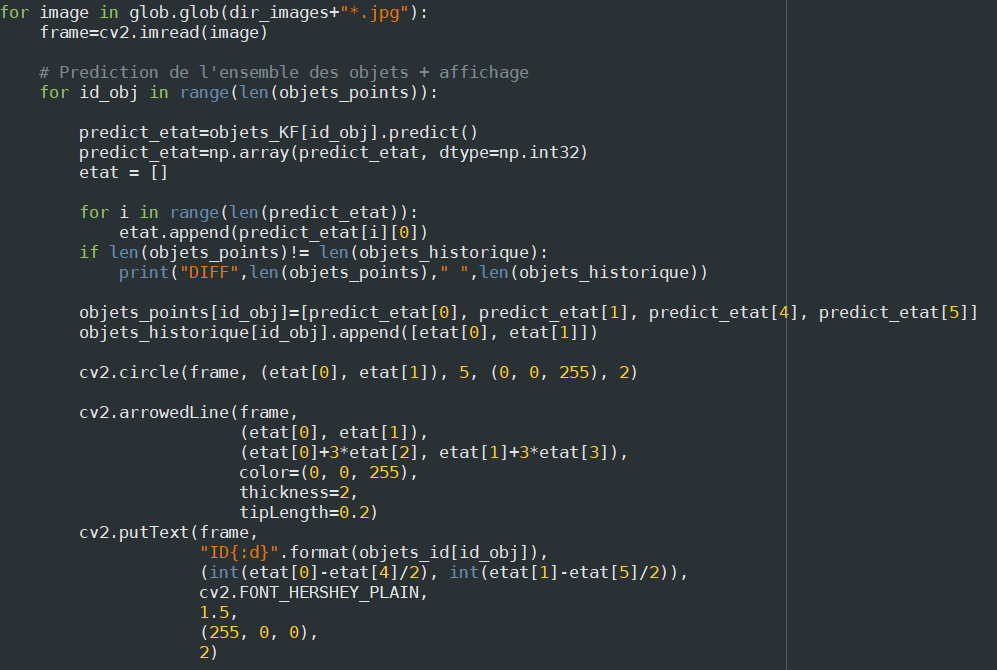 for image in glob.glob(dir_images+"*.jpg"):
    frame=cv2.imread(image)

    # Prediction de l'ensemble des objets + affichage
    for id_obj in range(len(objets_points)):

        predict_etat=objets_KF[id_obj].predict()
        predict_etat=np.array(predict_etat, dtype=np.int32)
        etat = []

        for i in range(len(predict_etat)):
            etat.append(predict_etat[i][0])
        if len(objets_points)!= len(objets_historique):
            print("DIFF",len(objets_points)," ",len(objets_historique))

        objets_points[id_obj]=[predict_etat[0], predict_etat[1], predict_etat[4], predict_etat[5]]
        objets_historique[id_obj].append([etat[0], etat[1]])

        cv2.circle(frame, (etat[0], etat[1]), 5, (0, 0, 255), 2)

        cv2.arrowedLine(frame,
                        (etat[0], etat[1]),
                        (etat[0]+3*etat[2], etat[1]+3*etat[3]),
                        color=(0, 0, 255),
                        thickness=2,
                        tipLength=0.2)
        cv2.putText(frame,
                    "ID{:d}".format(objets_id[id_obj]),
                    (int(etat[0]-etat[4]/2), int(etat[1]-etat[5]/2)),
                    cv2.FONT_HERSHEY_PLAIN,
                    1.5,
                    (255, 0, 0),
                    2)